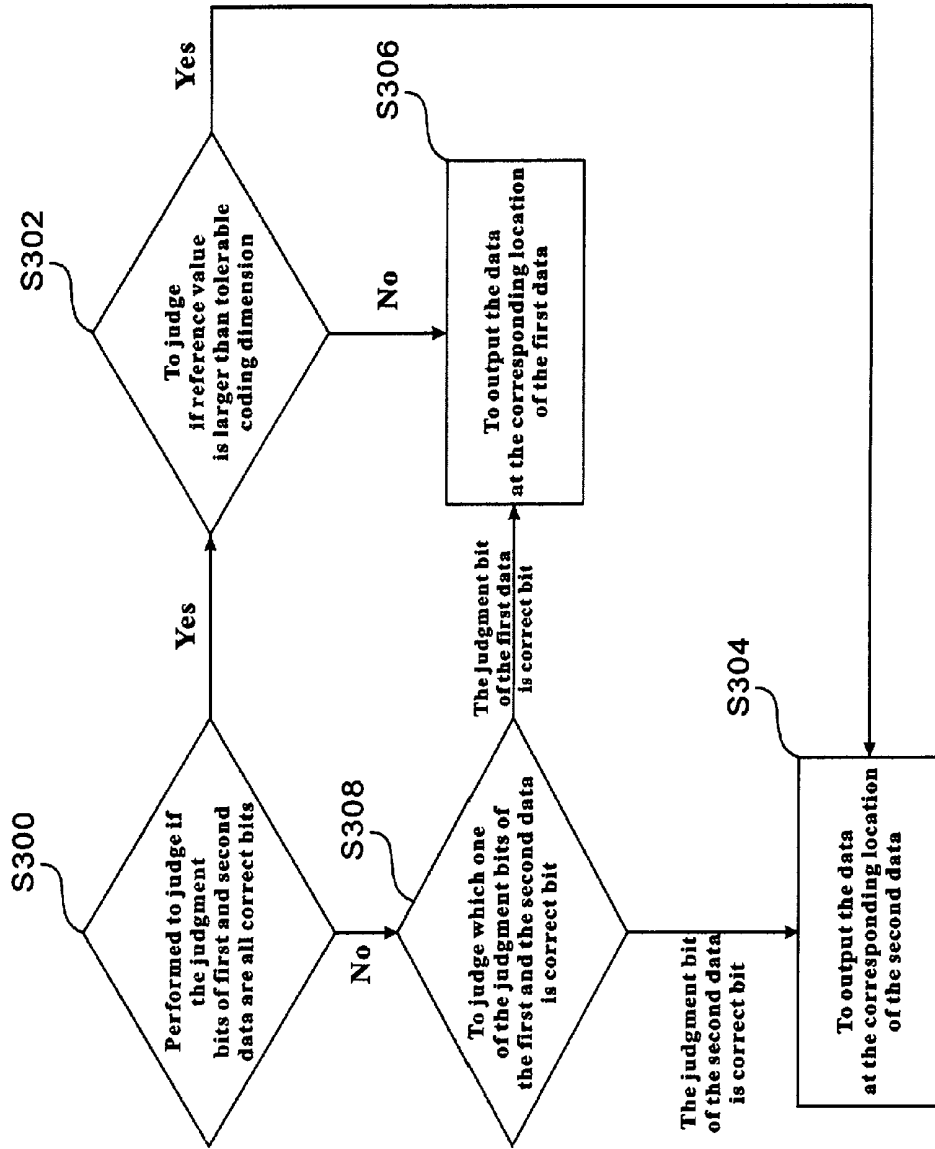 S300
Performed to judge if
the judgment
bits of first and second
data are all correct bits
Yes
S302
To judge
if reference value
is larger than tolerable
coding dimension
Yes
No
No
S308
To judge which one
of the judgment bits of
the first and the second data
is correct bit
The judgment bit
of the first data
is correct bit
S306
To output the data
at the corresponding location
of the first data
The judgment bit
of the second data
is correct bit
S304
To output the data
at the corresponding location
of the second data